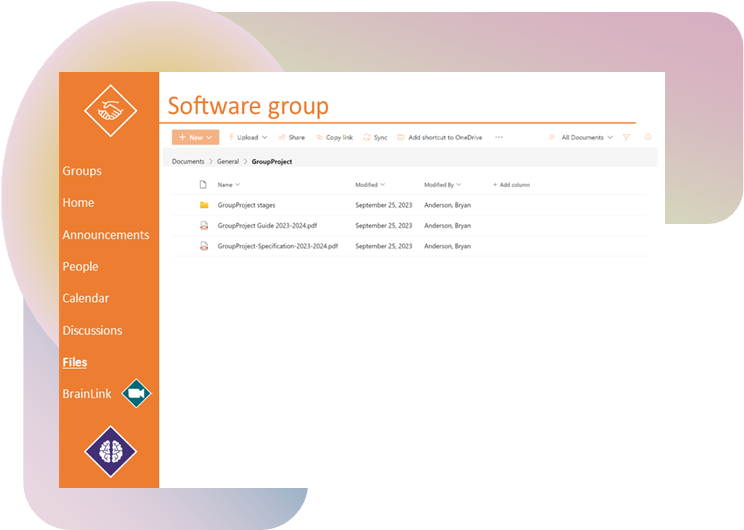 Software group
New Upload Share Copy link Sync Add shortcut to OneDrive ··· All Documents
Documents > General > GroupProject
Groups
Name Modified Modified By + Add column
Home
GroupProject stages September 25, 2023 Anderson, Bryan
GroupProject Guide 2023-2024.pdf September 25, 2023 Anderson, Bryan
Announcements
GroupProject-Specification-2023-2024.pdf September 25, 2023 Anderson, Bryan
People
Calendar
Discussions
Files
BrainLink